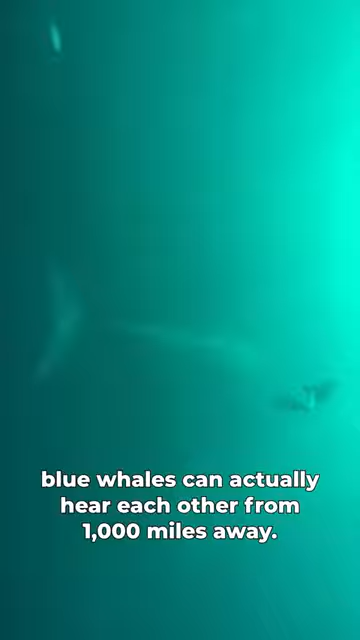 blue whales can actually
hear each other from
1,000 miles away.